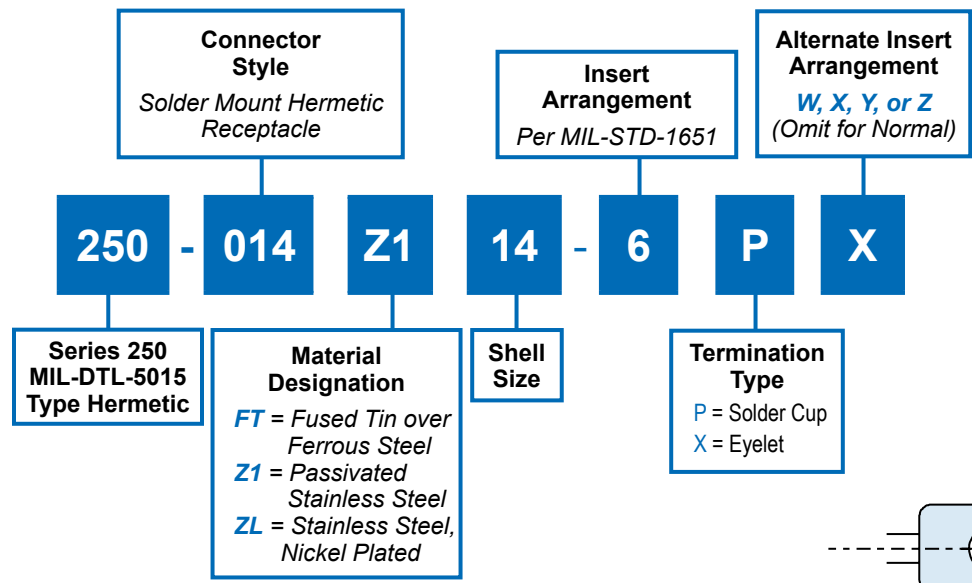 Connector
Style
Solder Mount Hermetic
Receptacle
Insert
Arrangement
Per MIL-STD-1651
Alternate Insert
Arrangement
W, X, Y, or Z
(Omit for Normal)
250 - 014 Z1 14 - 6 P X
Series 250
MIL-DTL-5015
Type Hermetic
Material
Designation
FT = Fused Tin over
Ferrous Steel
Z1 = Passivated
Stainless Steel
ZL = Stainless Steel,
Nickel Plated
Shell
Size
Termination
Type
P = Solder Cup
X = Eyelet